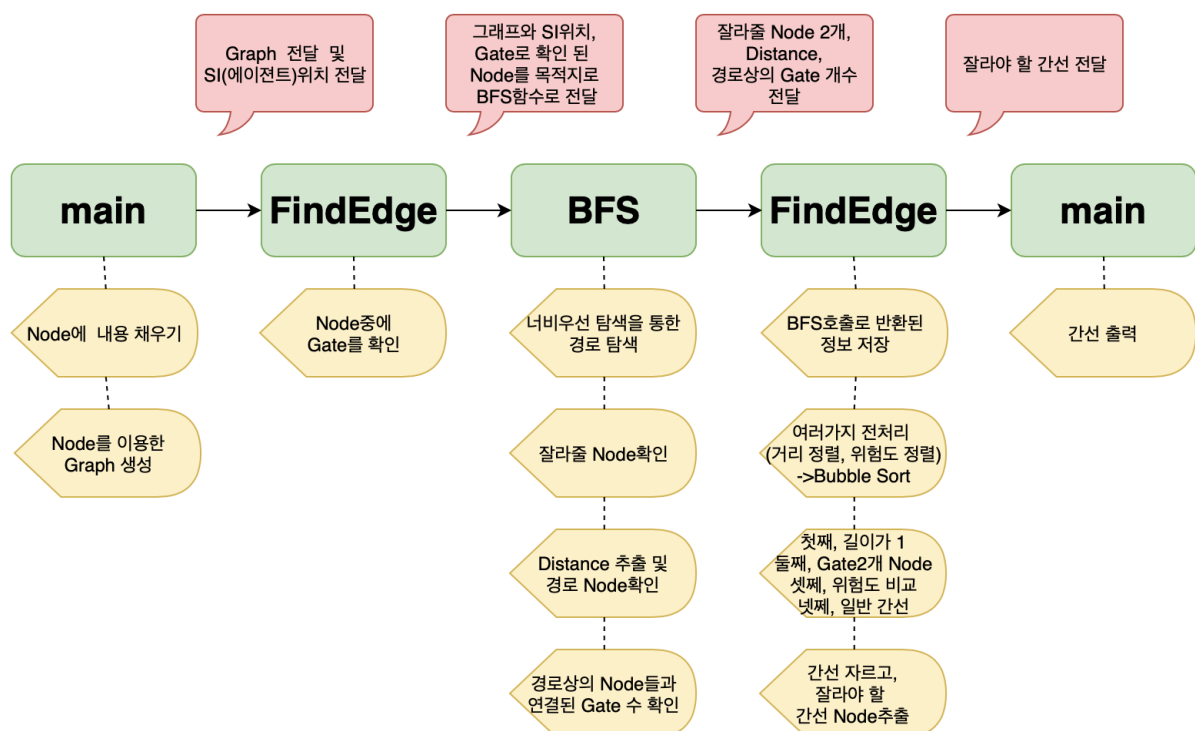 Graph 전달 및
SI(에이젼트)위치 전달
그래프와 SI위치,
Gate로 확인 된
Node를 목적지로
BFS함수로 전달
잘라줄 Node 2개,
Distance,
경로상의 Gate 개수
전달
잘라야 할 간선 전달
main
FindEdge
BFS
FindEdge
main
Node에 내용 채우기
Node중에
Gate를 확인
너비우선 탐색을 통한
경로 탐색
BFS호출로 반환된
정보 저장
간선 출력
Node를 이용한
Graph 생성
잘라줄 Node확인
여러가지 전처리
(거리 정렬, 위험도 정렬)
->Bubble Sort
Distance 추출 및
경로 Node확인
첫째, 길이가 1
둘째, Gate2개 Node
셋째, 위험도 비교
넷째, 일반 간선
경로상의 Node들과
연결된 Gate 수 확인
간선 자르고,
잘라야 할
간선 Node추출